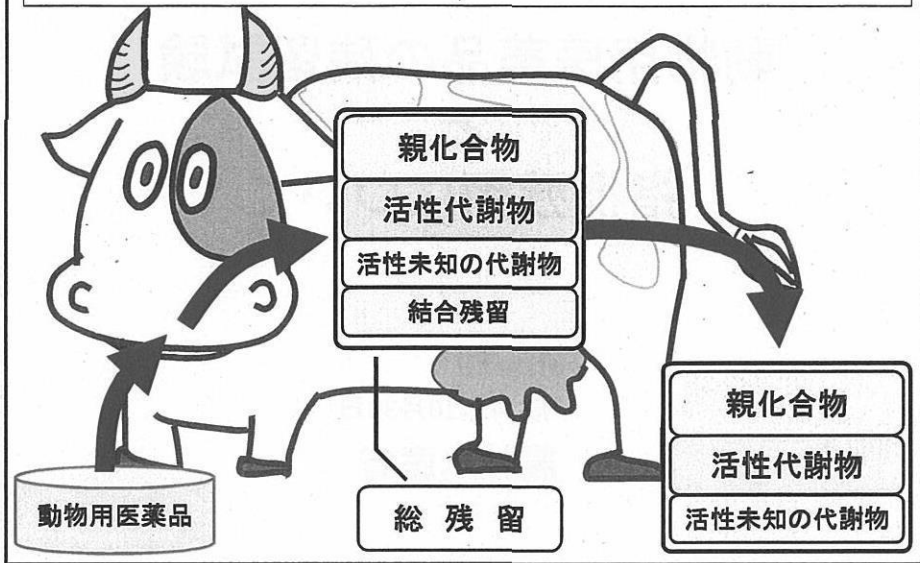 親化合物
活性代謝物
活性未知の代謝物
結合残留
親化合物
活性代謝物
活性未知の代謝物
動物用医薬品
総残留